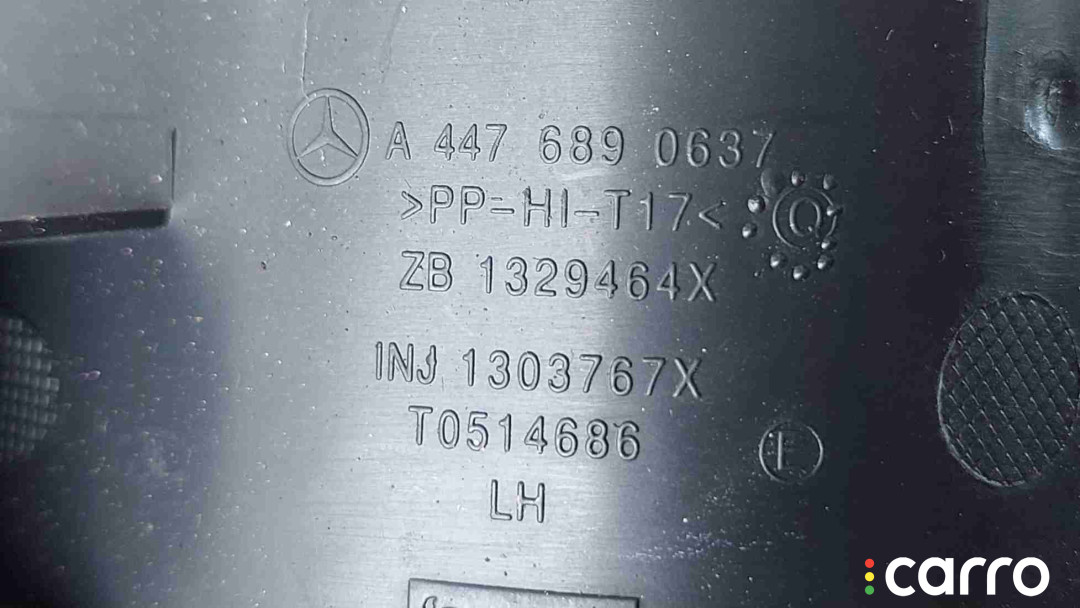 A 447 689 0637
>PP-HI-T17<
Q
ZB 1329464X
INJ 1303767X
T0514686
LH
carro